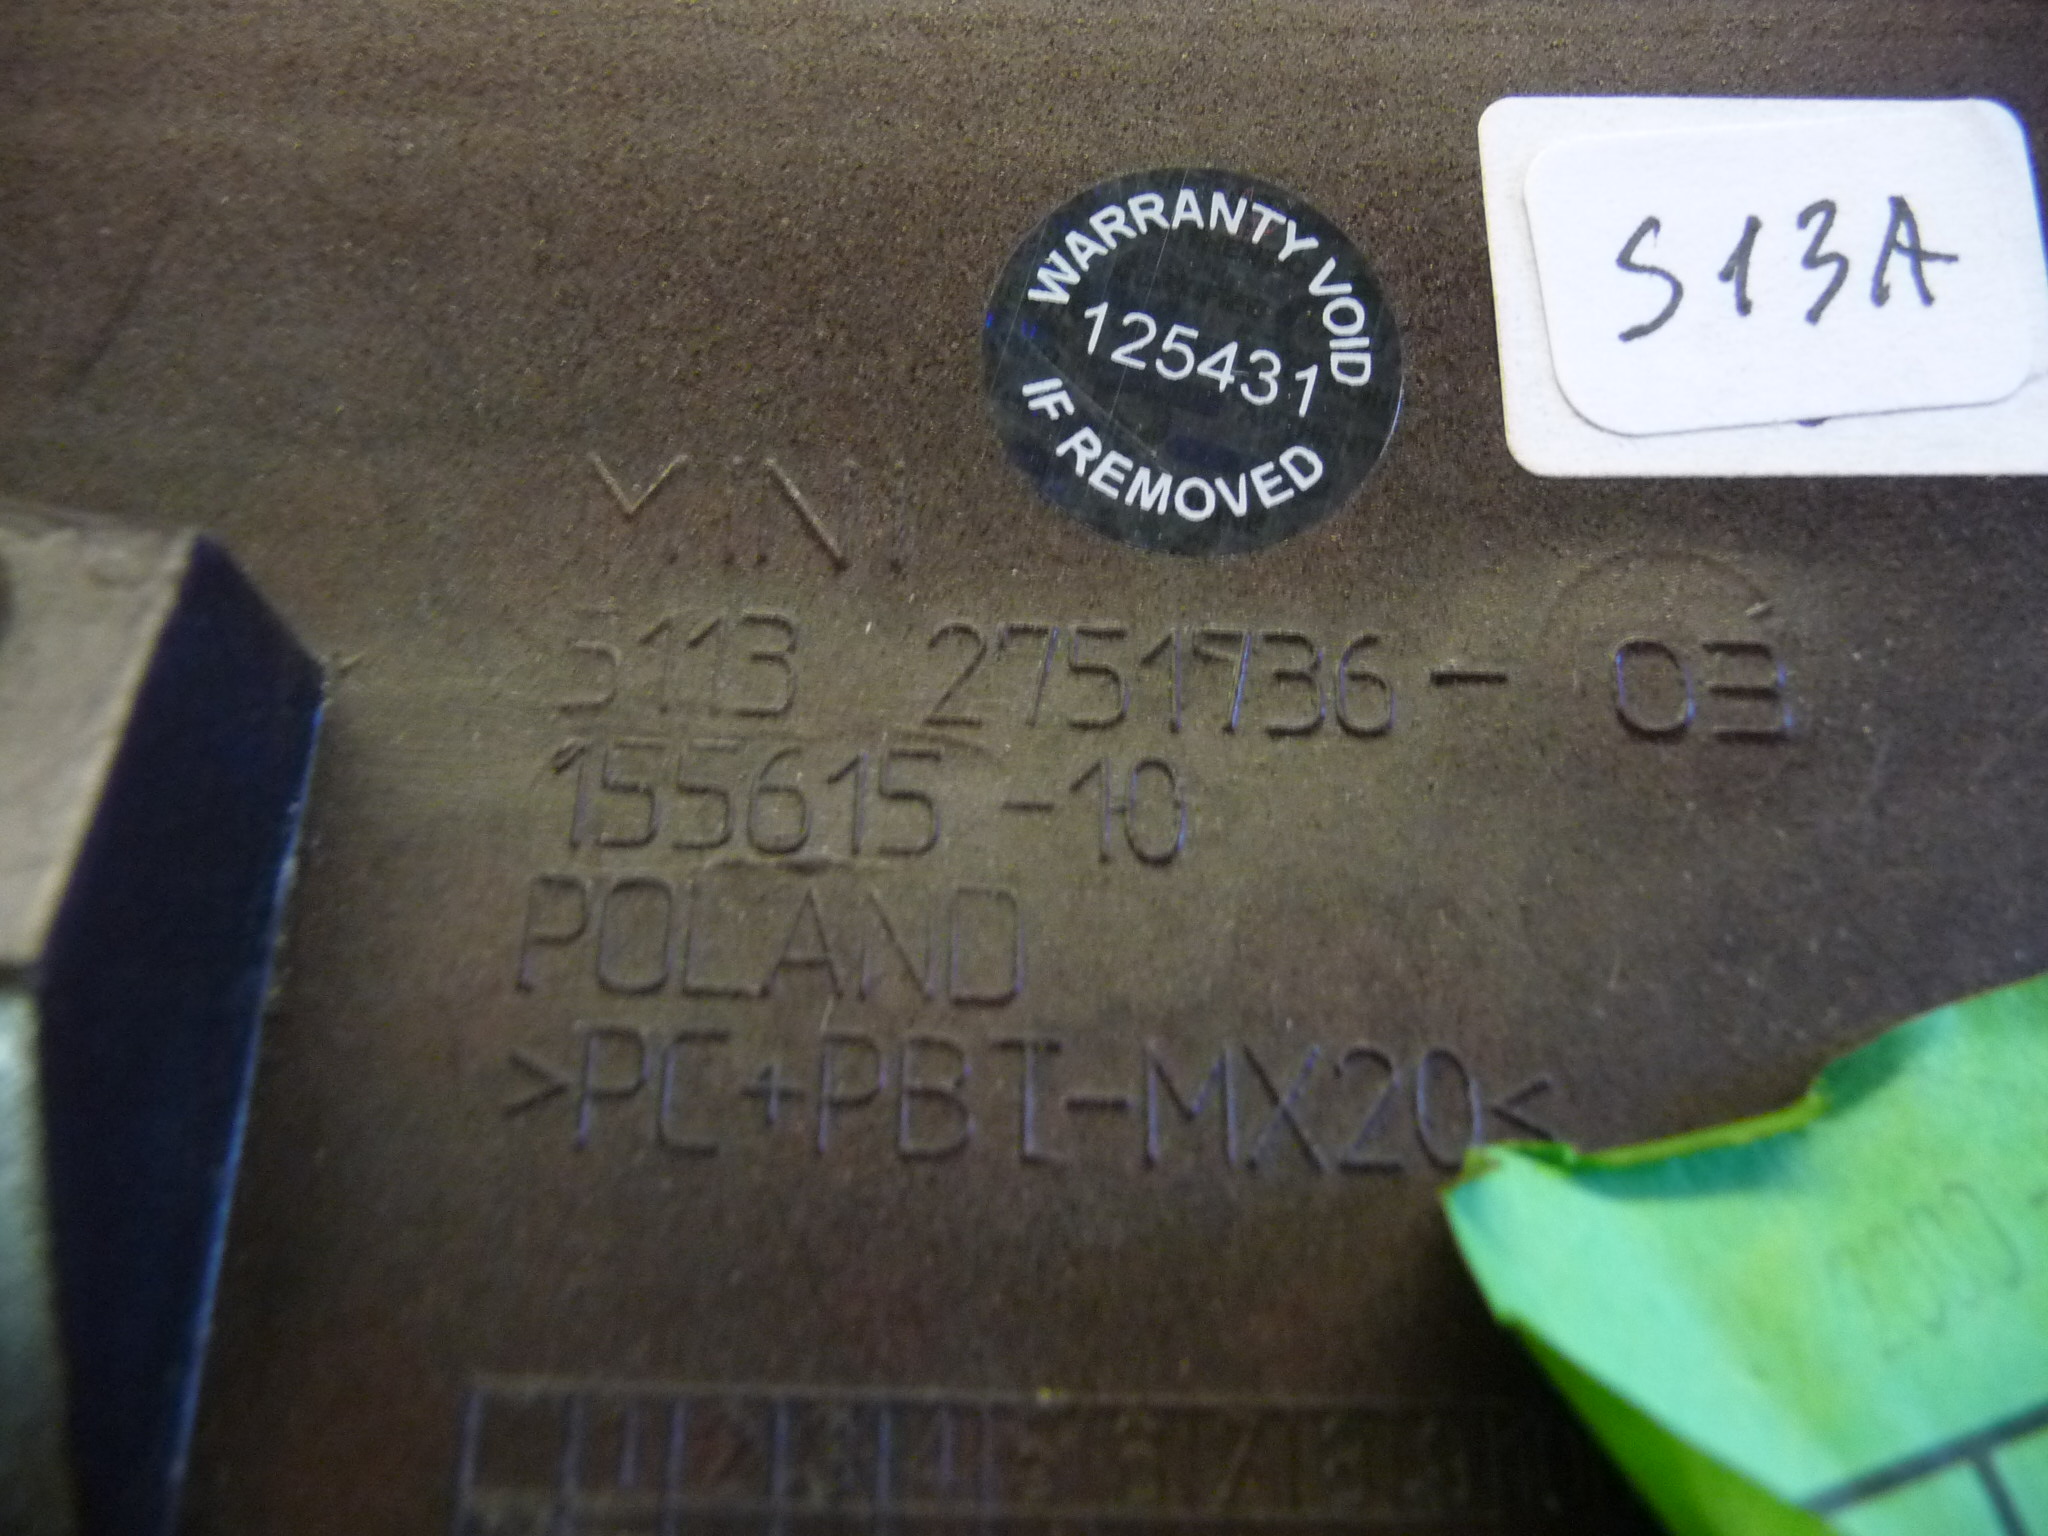 WARRANTY VOID
125431
IF REMOVED
S13A
5113 2751736- 03
155615-10
POLAND
>PC+PBT-MX20<